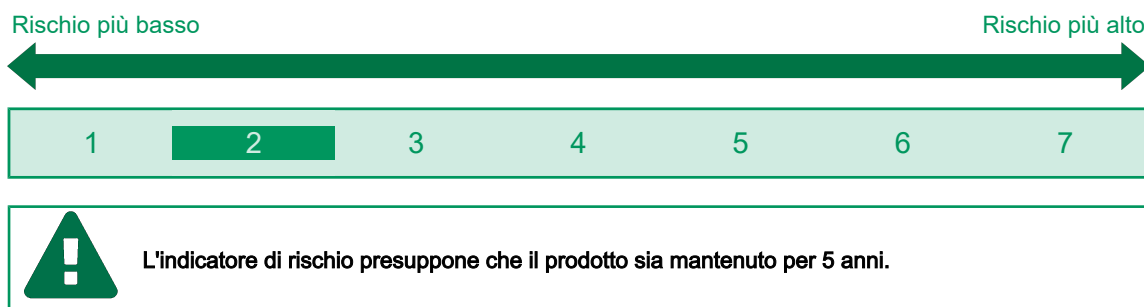 Rischio più basso Rischio più alto
1 2 3 4 5 6 7
L'indicatore di rischio presuppone che il prodotto sia mantenuto per 5 anni.